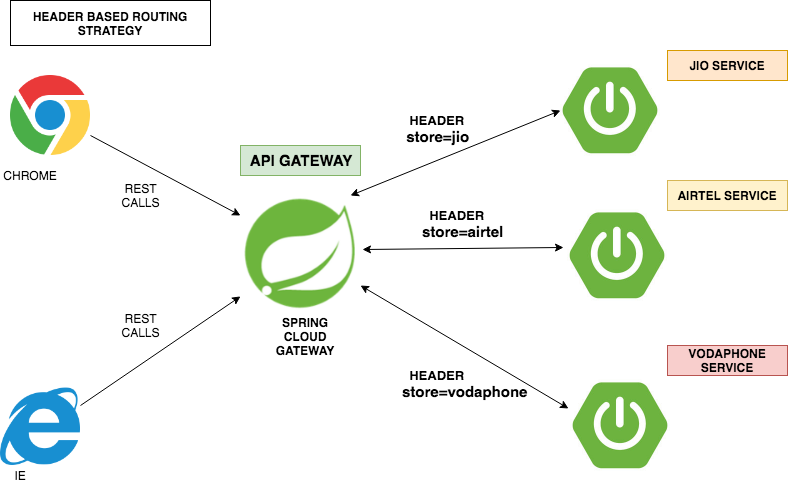 HEADER BASED ROUTING
STRATEGY
JIO SERVICE
HEADER
store=jio
API GATEWAY
CHROME
REST
CALLS
AIRTEL SERVICE
HEADER
store=airtel
SPRING
CLOUD
GATEWAY
REST
CALLS
VODAPHONE
SERVICE
HEADER
store=vodaphone
IE